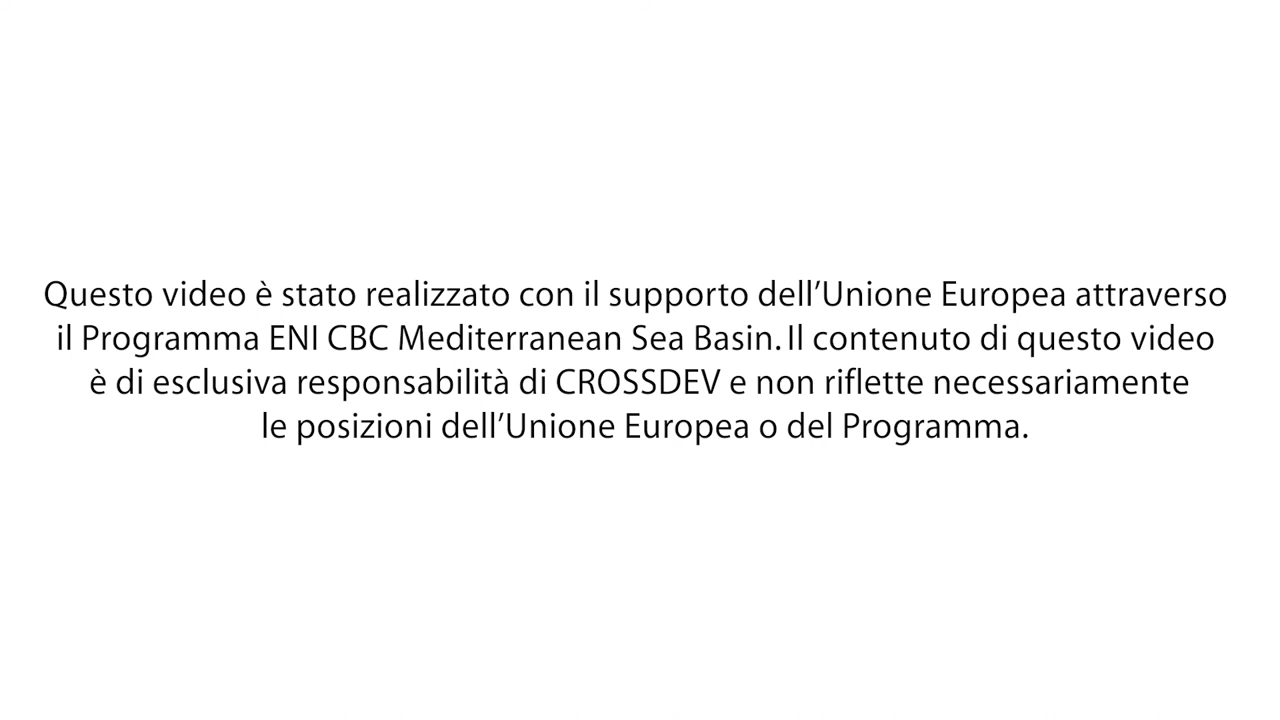 Questo video è stato realizzato con il supporto dell’Unione Europea attraverso
il Programma ENI CBC Mediterranean Sea Basin. Il contenuto di questo video
è di esclusiva responsabilità di CROSSDEV e non riflette necessariamente
le posizioni dell’Unione Europea o del Programma.